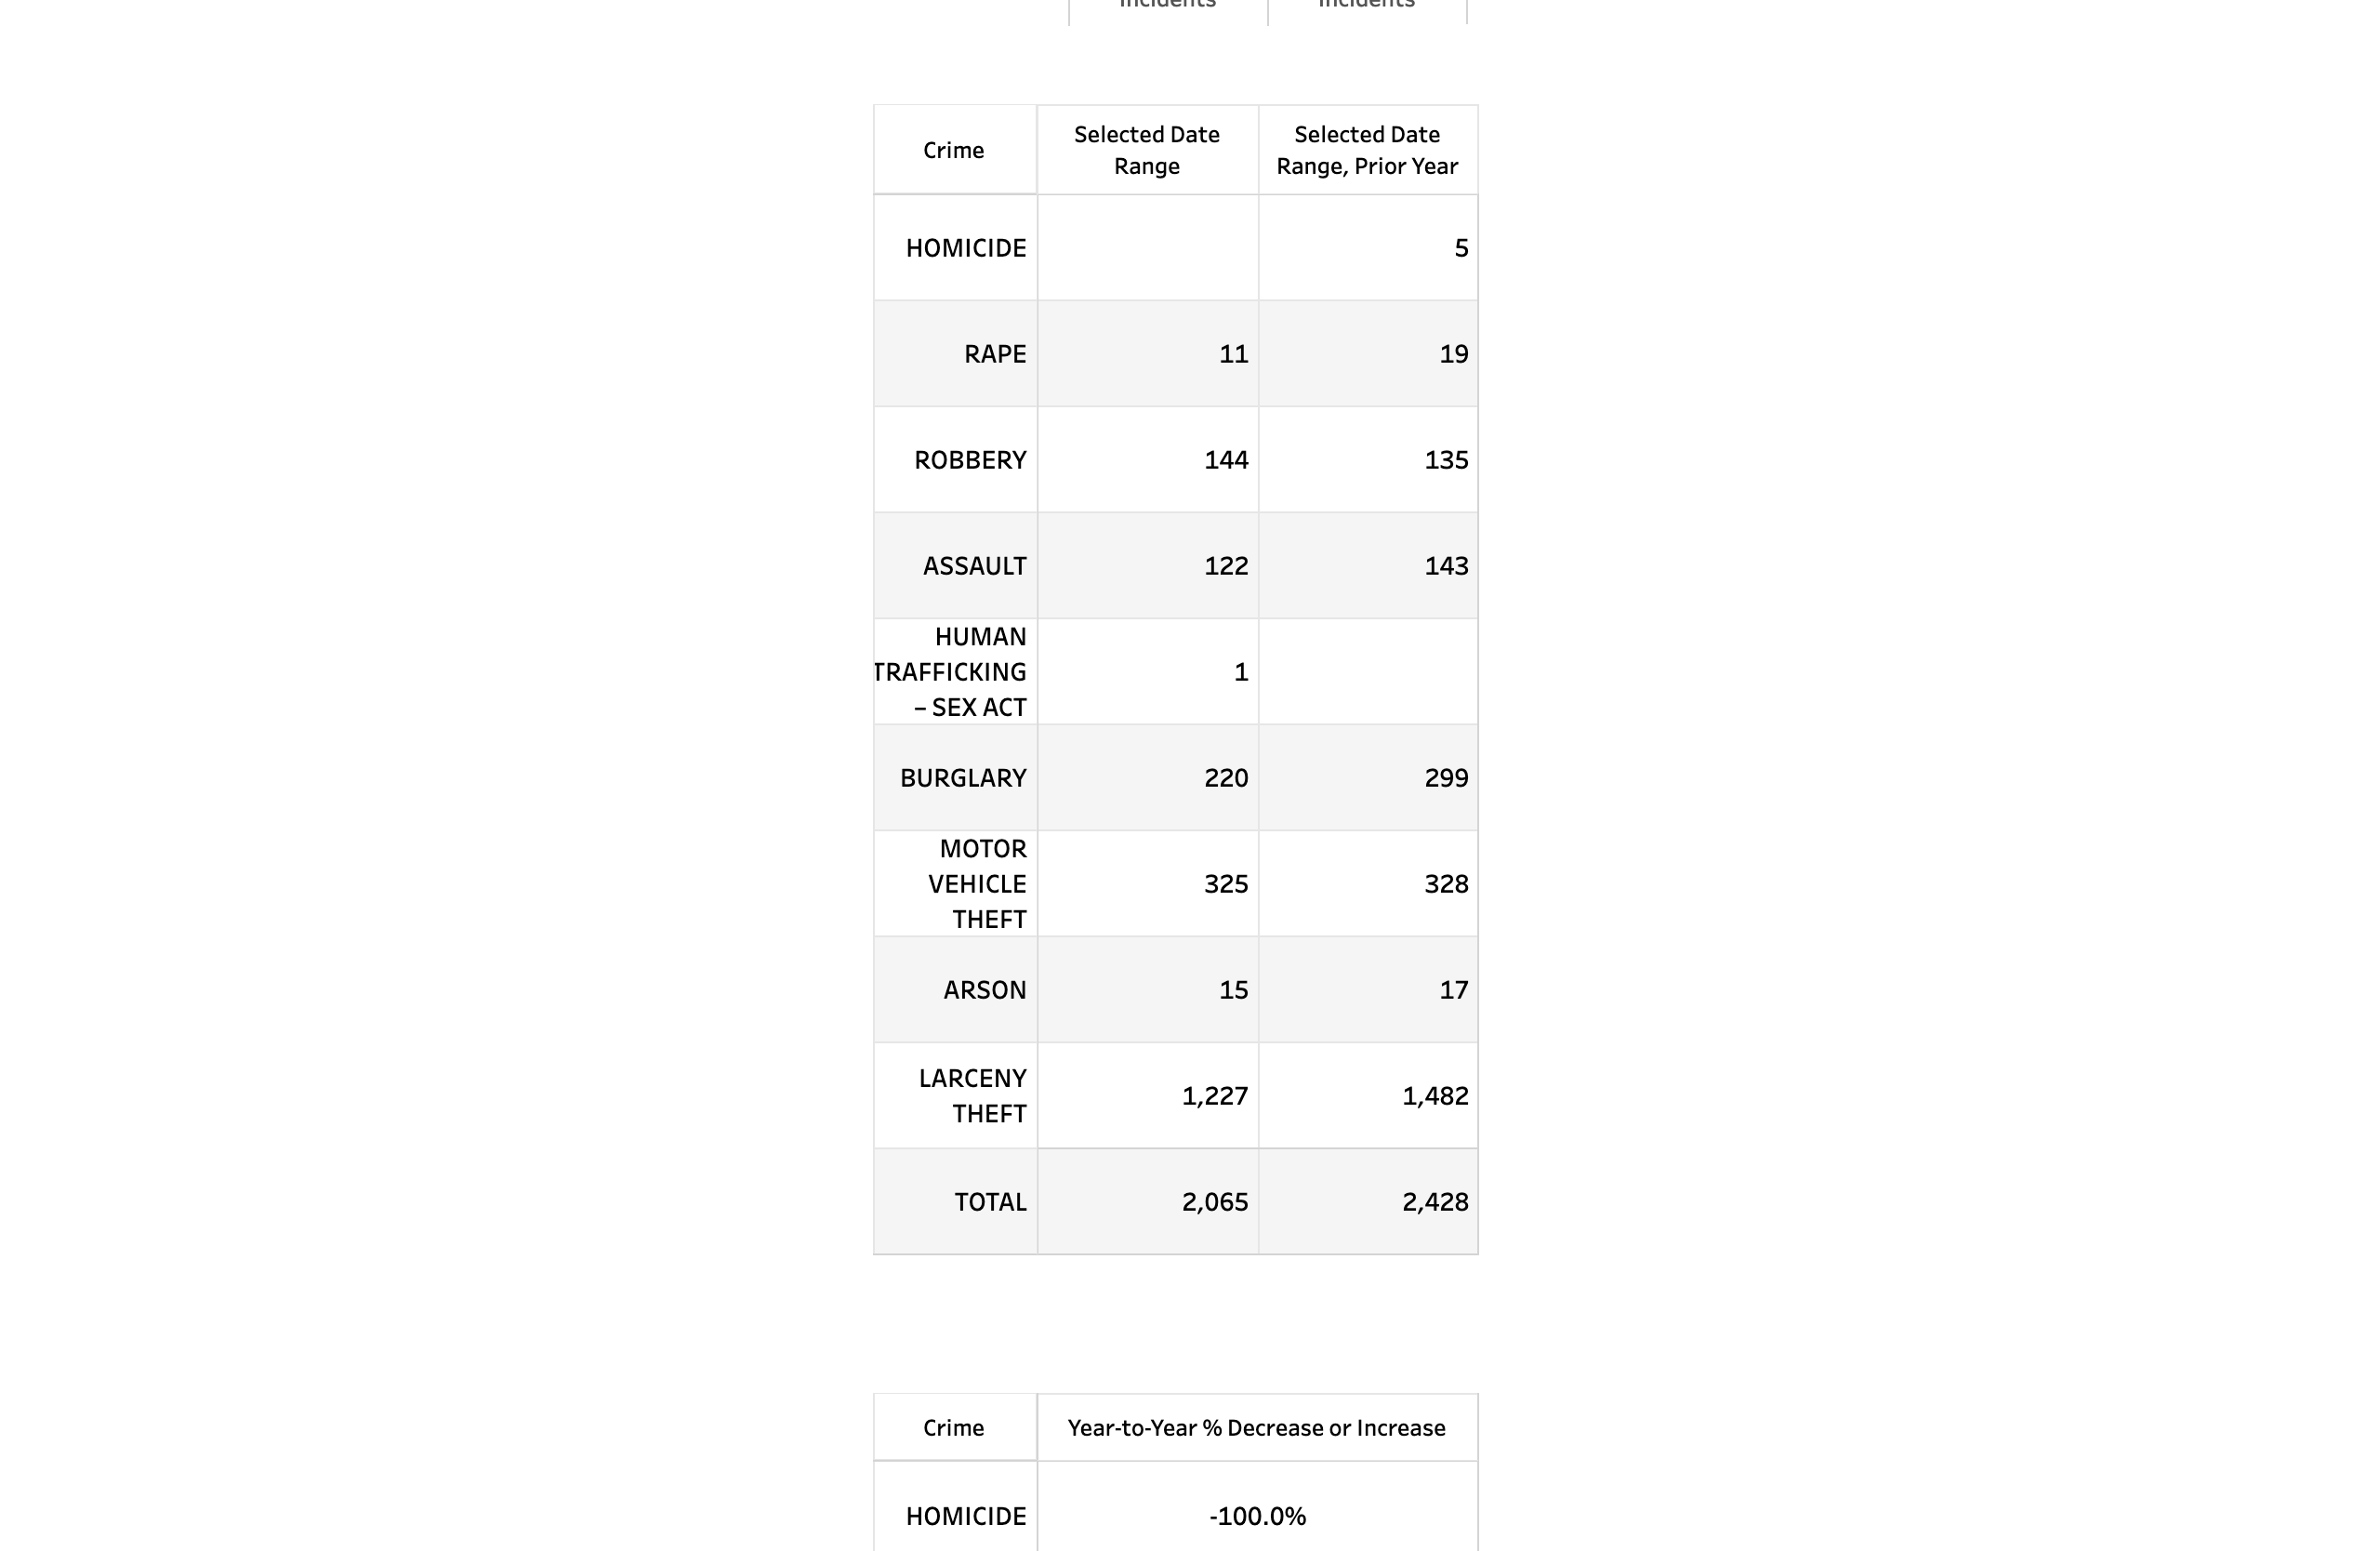 Incidents Incidents
Crime
Selected Date Range
Selected Date Range, Prior Year
HOMICIDE 5
RAPE 11 19
ROBBERY 144 135
ASSAULT 122 143
HUMAN
TRAFFICKING
– SEX ACT
1
BURGLARY 220 299
MOTOR
VEHICLE
THEFT
325 328
ARSON 15 17
LARCENY
THEFT
1,227 1,482
TOTAL 2,065 2,428
Crime Year-to-Year % Decrease or Increase
HOMICIDE -100.0%